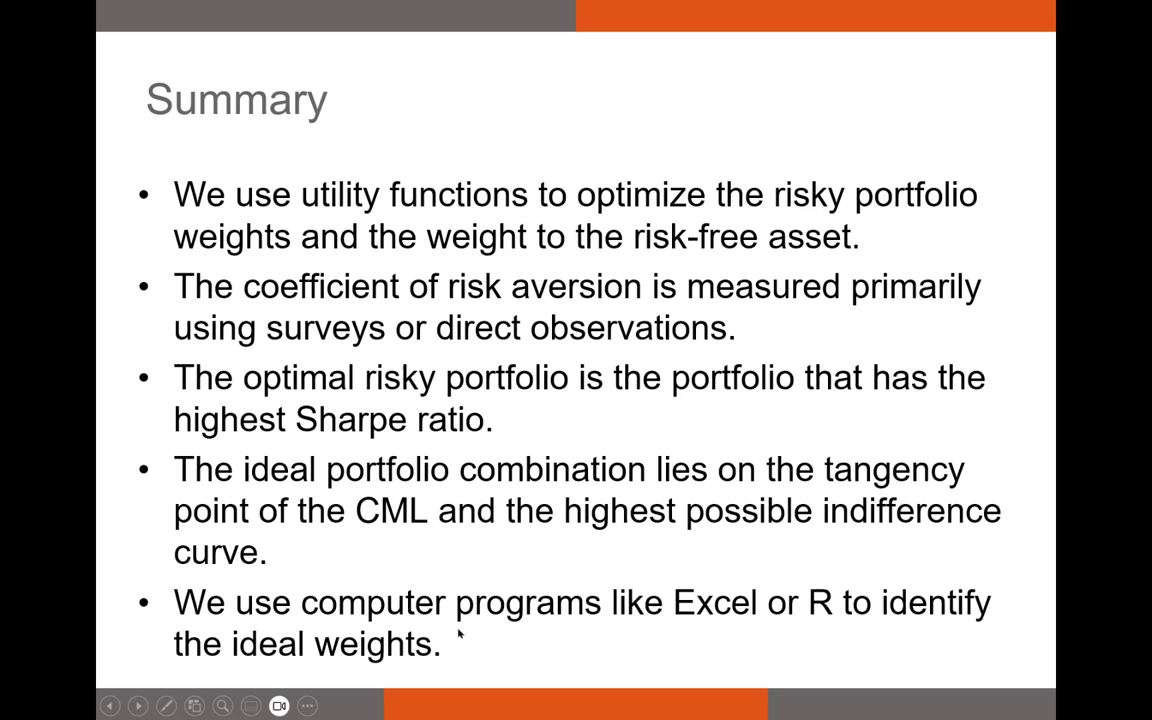 Summary
• We use utility functions to optimize the risky portfolio
weights and the weight to the risk-free asset.
• The coefficient of risk aversion is measured primarily
using surveys or direct observations.
• The optimal risky portfolio is the portfolio that has the
highest Sharpe ratio.
• The ideal portfolio combination lies on the tangency
point of the CML and the highest possible indifference
curve.
• We use computer programs like Excel or R to identify
the ideal weights.